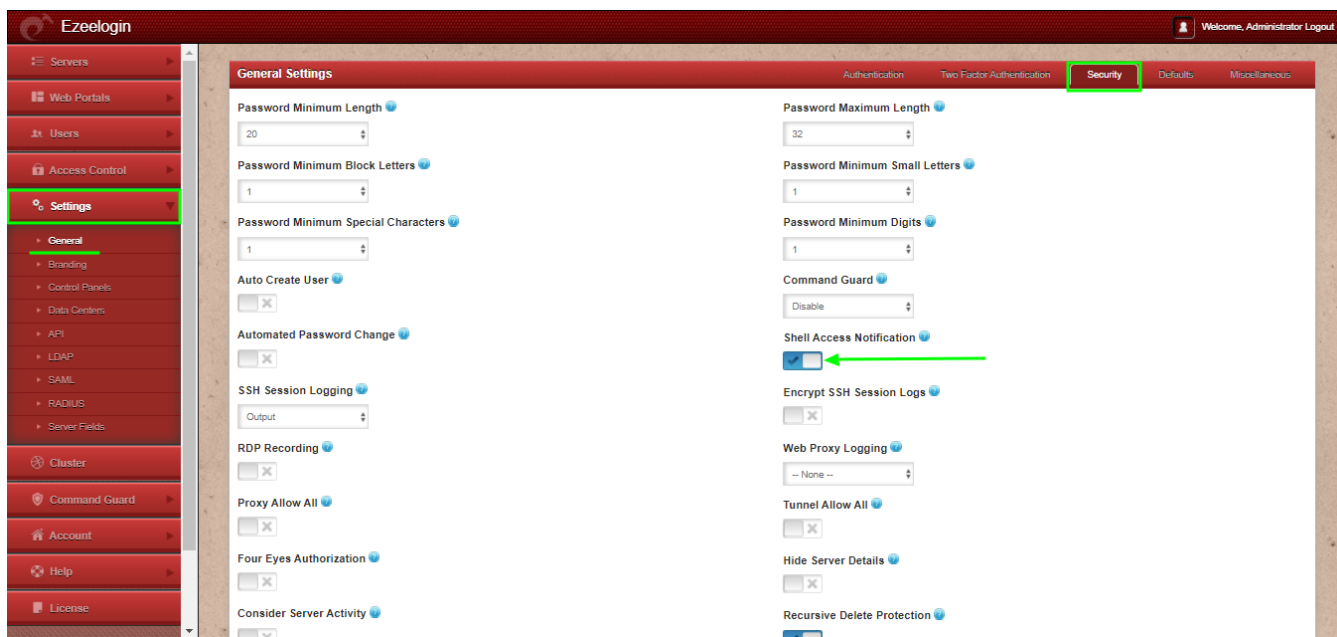 Ezeelogin
Welcome, Administrator Logout
Servers
Web Portals
Users
Access Control
Settings
General
Branding
Control Panels
Data Centers
API
LDAP
SAML
RADIUS
Server Fields
Cluster
Command Guard
Account
Help
License
General Settings
Authentication Two Factor Authentication Security Defaults Miscellaneous
Password Minimum Length Password Maximum Length
20 32
Password Minimum Block Letters Password Minimum Small Letters
1 1
Password Minimum Special Characters Password Minimum Digits
1 1
Auto Create User Command Guard
Disable
Automated Password Change Shell Access Notification
SSH Session Logging Encrypt SSH Session Logs
Output
RDP Recording Web Proxy Logging
-- None --
Proxy Allow All Tunnel Allow All
Four Eyes Authorization Hide Server Details
Consider Server Activity Recursive Delete Protection